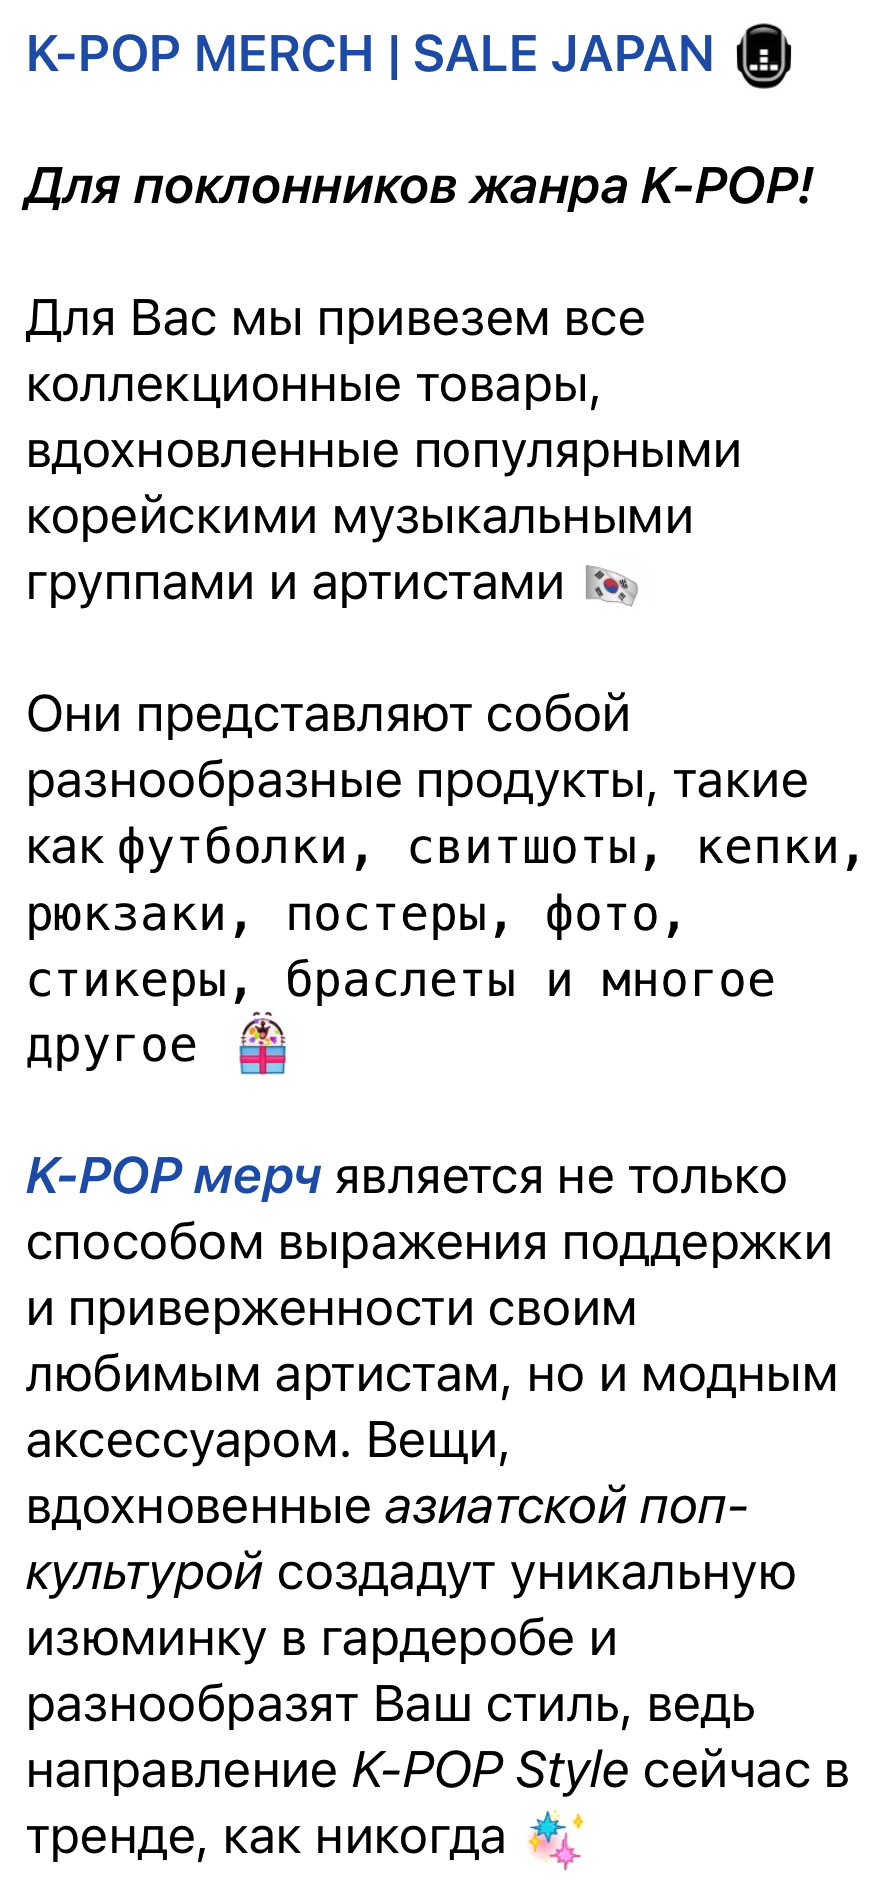 K-POP MERCH | SALE JAPAN
Для поклонников жанра K-POP!
Для Вас мы привезем все
коллекционные товары,
вдохновленные популярными
корейскими музыкальными
группами и артистами 🇰🇷
Они представляют собой
разнообразные продукты, такие
как футболки, свитшоты, кепки,
рюкзаки, постеры, фото,
стикеры, браслеты и многое
другое
K-POP мерч является не только
способом выражения поддержки
и приверженности своим
любимым артистам, но и модным
аксессуаром. Вещи,
вдохновенные азиатской поп-
культурой создадут уникальную
изюминку в гардеробе и
разнообразят Ваш стиль, ведь
направление K-POP Style сейчас в
тренде, как никогда